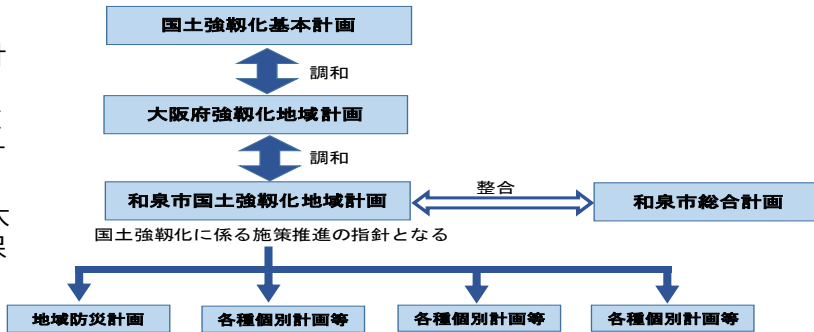 国土強靱化基本計画
調和
大阪府強靱化地域計画
調和
和泉市国土強靱化地域計画
整合
和泉市総合計画
国土強靱化に係る施策推進の指針となる
地域防災計画
各種個別計画等
各種個別計画等
各種個別計画等